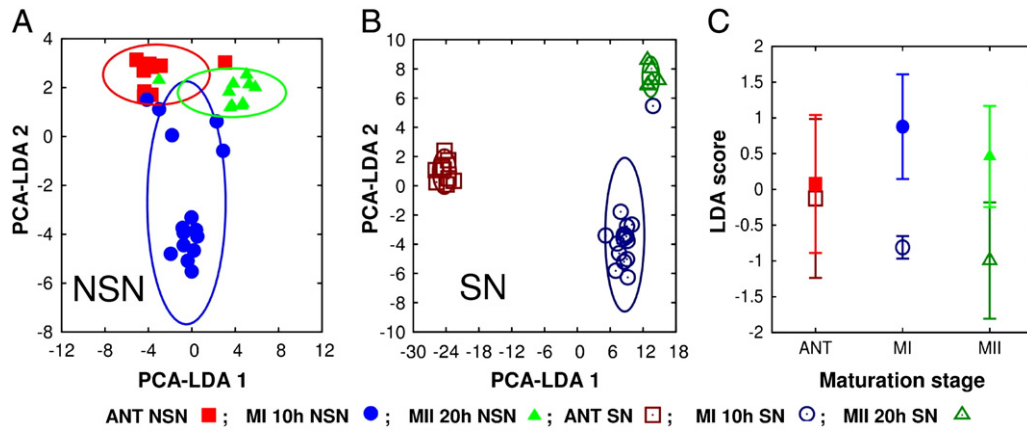 A
B
C
4
2
0
-2
-4
-6
-8
-12 -8 -4 0 4 8 12
PCA-LDA 2
PCA-LDA 1
NSN
10
8
6
4
2
0
-2
-4
-6
-8
-10
-30 -24 -18 -12 -6 0 6 12 18
PCA-LDA 2
PCA-LDA 1
SN
2
1.5
1
0.5
0
-0.5
-1
-1.5
-2
ANT MI MII
LDA score
Maturation stage
ANT NSN ; MI 10h NSN ; MII 20h NSN ; ANT SN ; MI 10h SN ; MII 20h SN